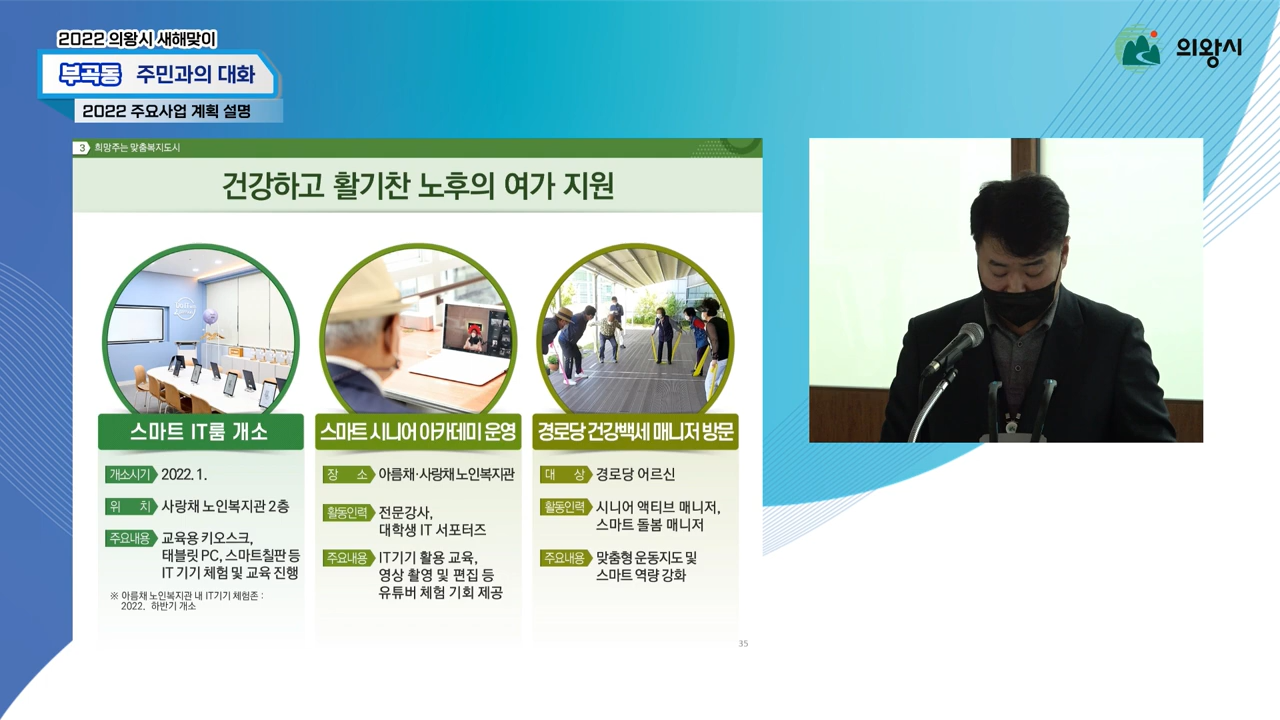 2022 의왕시 새해맞이
부곡동 주민과의 대화
2022 주요사업 계획 설명
의왕시
3 희망주는 맞춤복지도시
건강하고 활기찬 노후의 여가 지원
스마트 IT룸 개소
개소시기 2022. 1.
위 치 사랑채 노인복지관 2층
주요내용 교육용 키오스크,
태블릿 PC, 스마트칠판 등
IT 기기 체험 및 교육 진행
※ 아름채 노인복지관 내 IT기기 체험존 :
2022. 하반기 개소
스마트 시니어 아카데미 운영
장 소 아름채·사랑채 노인복지관
활동인력 전문강사,
대학생 IT 서포터즈
주요내용 IT기기 활용 교육,
영상 촬영 및 편집 등
유튜버 체험 기회 제공
경로당 건강백세 매니저 방문
대 상 경로당 어르신
활동인력 시니어 액티브 매니저,
스마트 돌봄 매니저
주요내용 맞춤형 운동지도 및
스마트 역량 강화
35